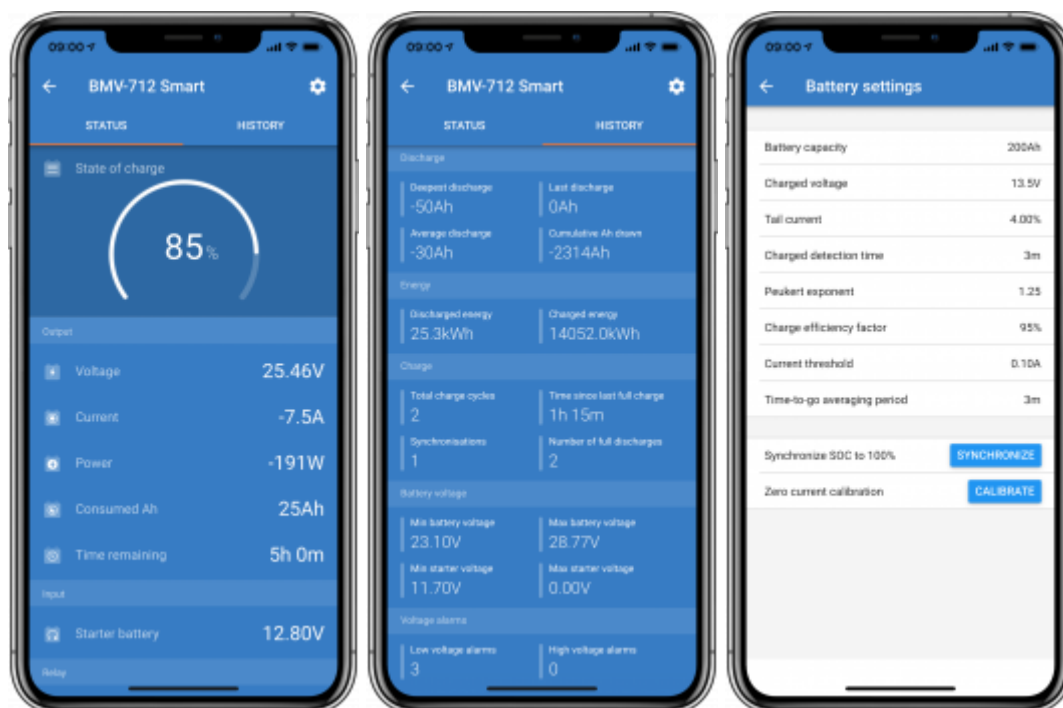 09:00
BMV-712 Smart
STATUS HISTORY
State of charge
85%
Output
Voltage 25.46V
Current -7.5A
Power -191W
Consumed Ah 25Ah
Time remaining 5h 0m
Input
Starter battery 12.80V
Relay
09:00
BMV-712 Smart
STATUS HISTORY
Discharge
Deepest discharge Last discharge
-50Ah 0Ah
Average discharge Cumulative Ah drawn
-30Ah -2314Ah
Energy
Discharged energy Charged energy
25.3kWh 14052.0kWh
Charge
Total charge cycles Time since last full charge
2 1h 15m
Synchronisations Number of full discharges
1 2
Battery voltage
Min battery voltage Max battery voltage
23.10V 28.77V
Min starter voltage Max starter voltage
11.70V 0.00V
Voltage alarms
Low voltage alarms High voltage alarms
3 0
09:00
Battery settings
Battery capacity 200Ah
Charged voltage 13.5V
Tail current 4.00%
Charged detection time 3m
Peukert exponent 1.25
Charge efficiency factor 95%
Current threshold 0.10A
Time-to-go averaging period 3m
Synchronize SOC to 100% SYNCHRONIZE
Zero current calibration CALIBRATE